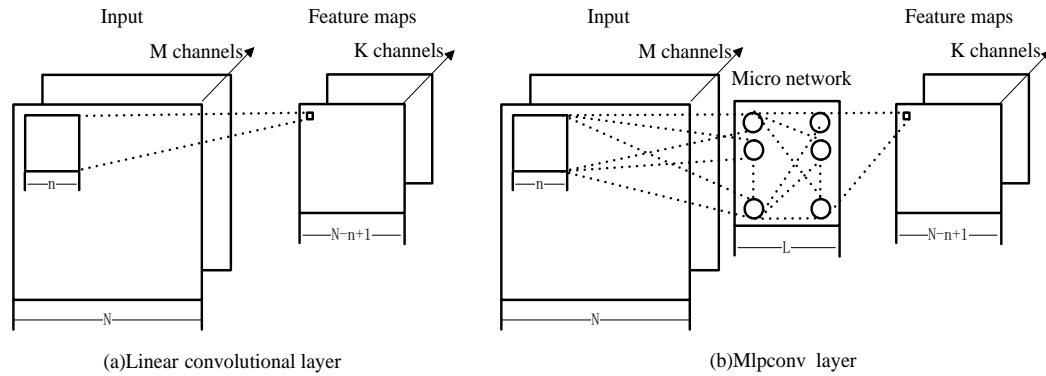 Input
Feature maps
M channels
K channels
n
N-n+1
N
(a)Linear convolutional layer
Input
Feature maps
M channels
K channels
Micro network
n
L
N-n+1
N
(b)Mlpconv layer